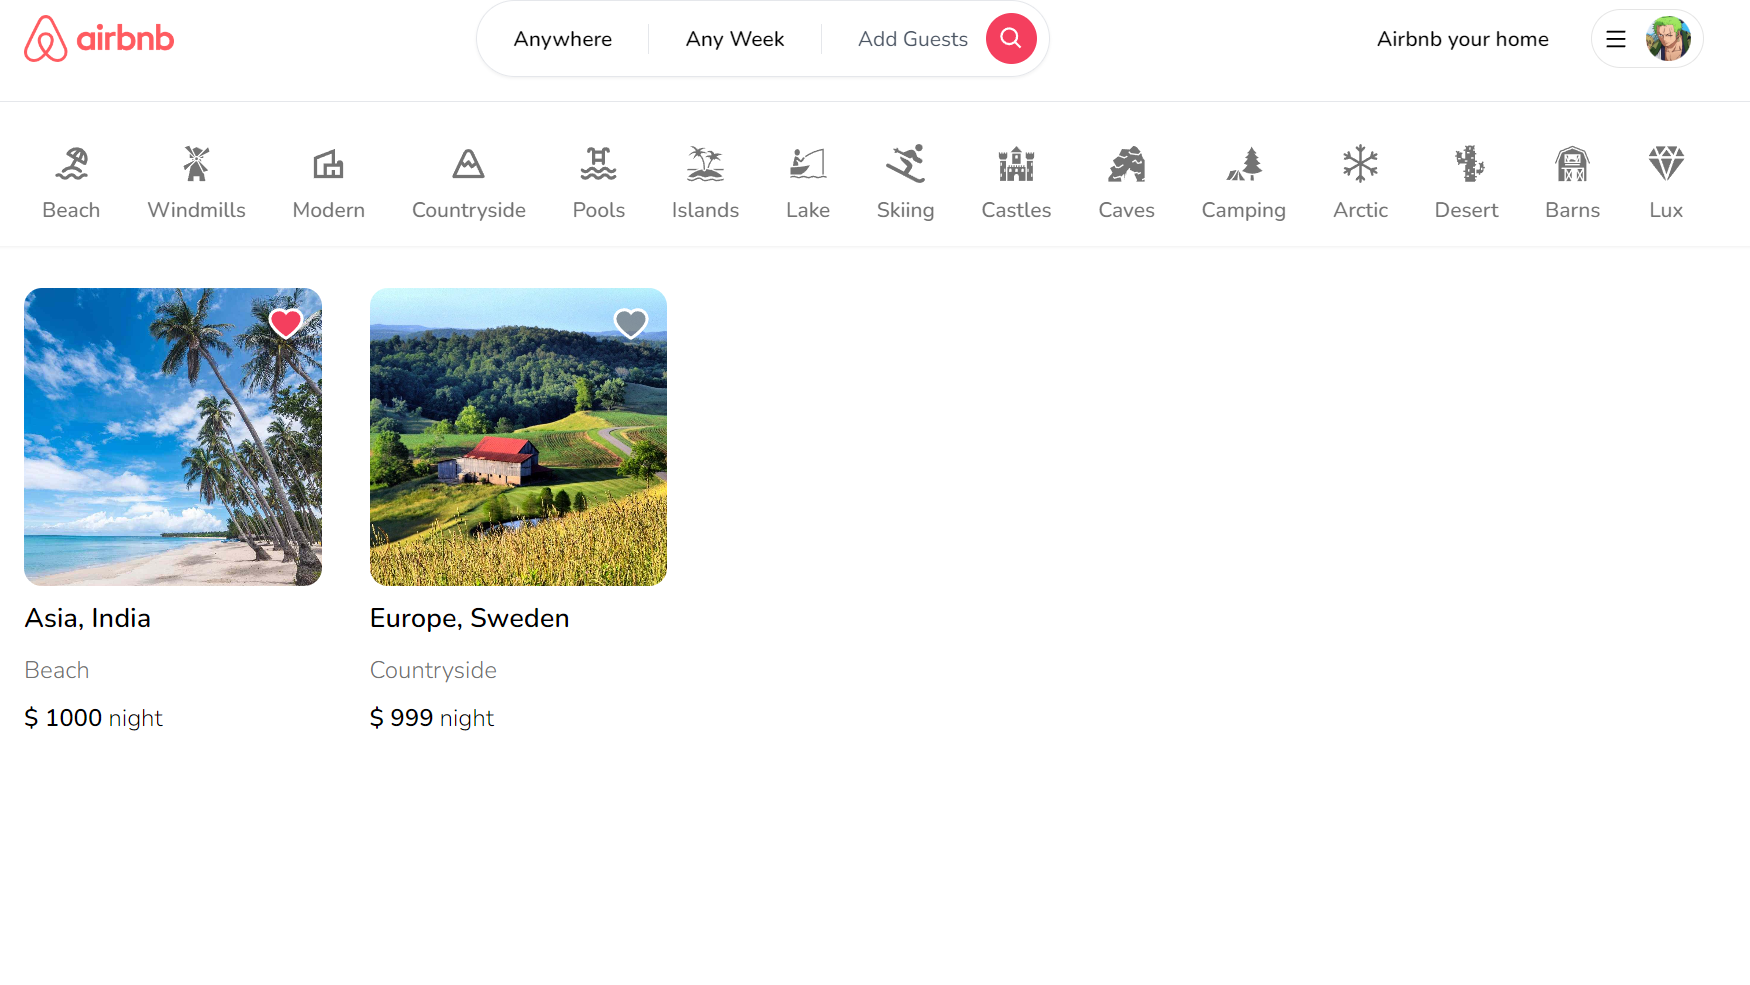 airbnb
Anywhere
Any Week
Add Guests
Airbnb your home
Beach
Windmills
Modern
Countryside
Pools
Islands
Lake
Skiing
Castles
Caves
Camping
Arctic
Desert
Barns
Lux
Asia, India
Beach
$ 1000 night
Europe, Sweden
Countryside
$ 999 night